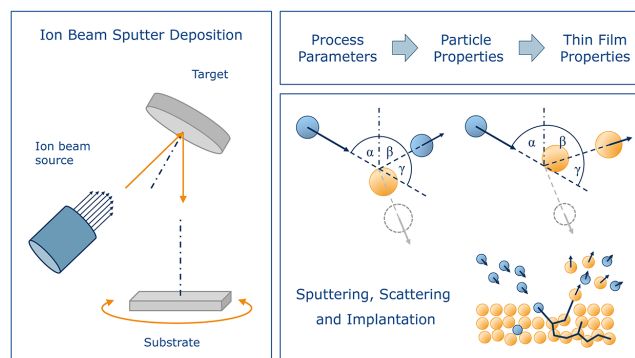 Ion Beam Sputter Deposition
Target
Ion beam
source
Substrate
Process
Parameters
Particle
Properties
Thin Film
Properties
α
β
γ
α
β
γ
Sputtering, Scattering
and Implantation